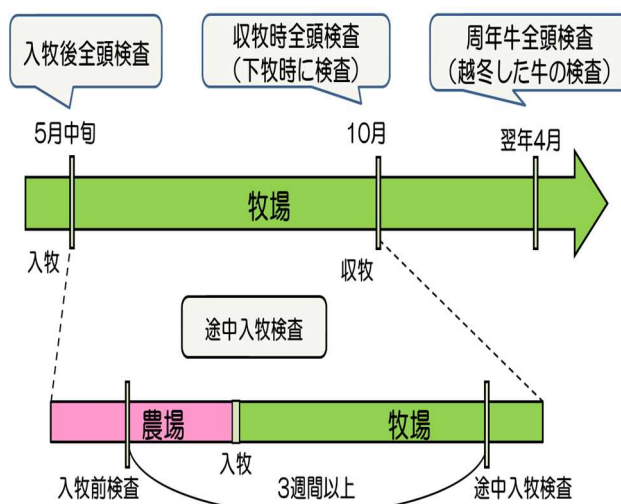 入牧後全頭検査
収牧時全頭検査
(下牧時に検査)
周年牛全頭検査
(越冬した牛の検査)
5月中旬
10月
翌年4月
牧場
入牧
収牧
途中入牧検査
農場
牧場
入牧
入牧前検査
3週間以上
途中入牧検査